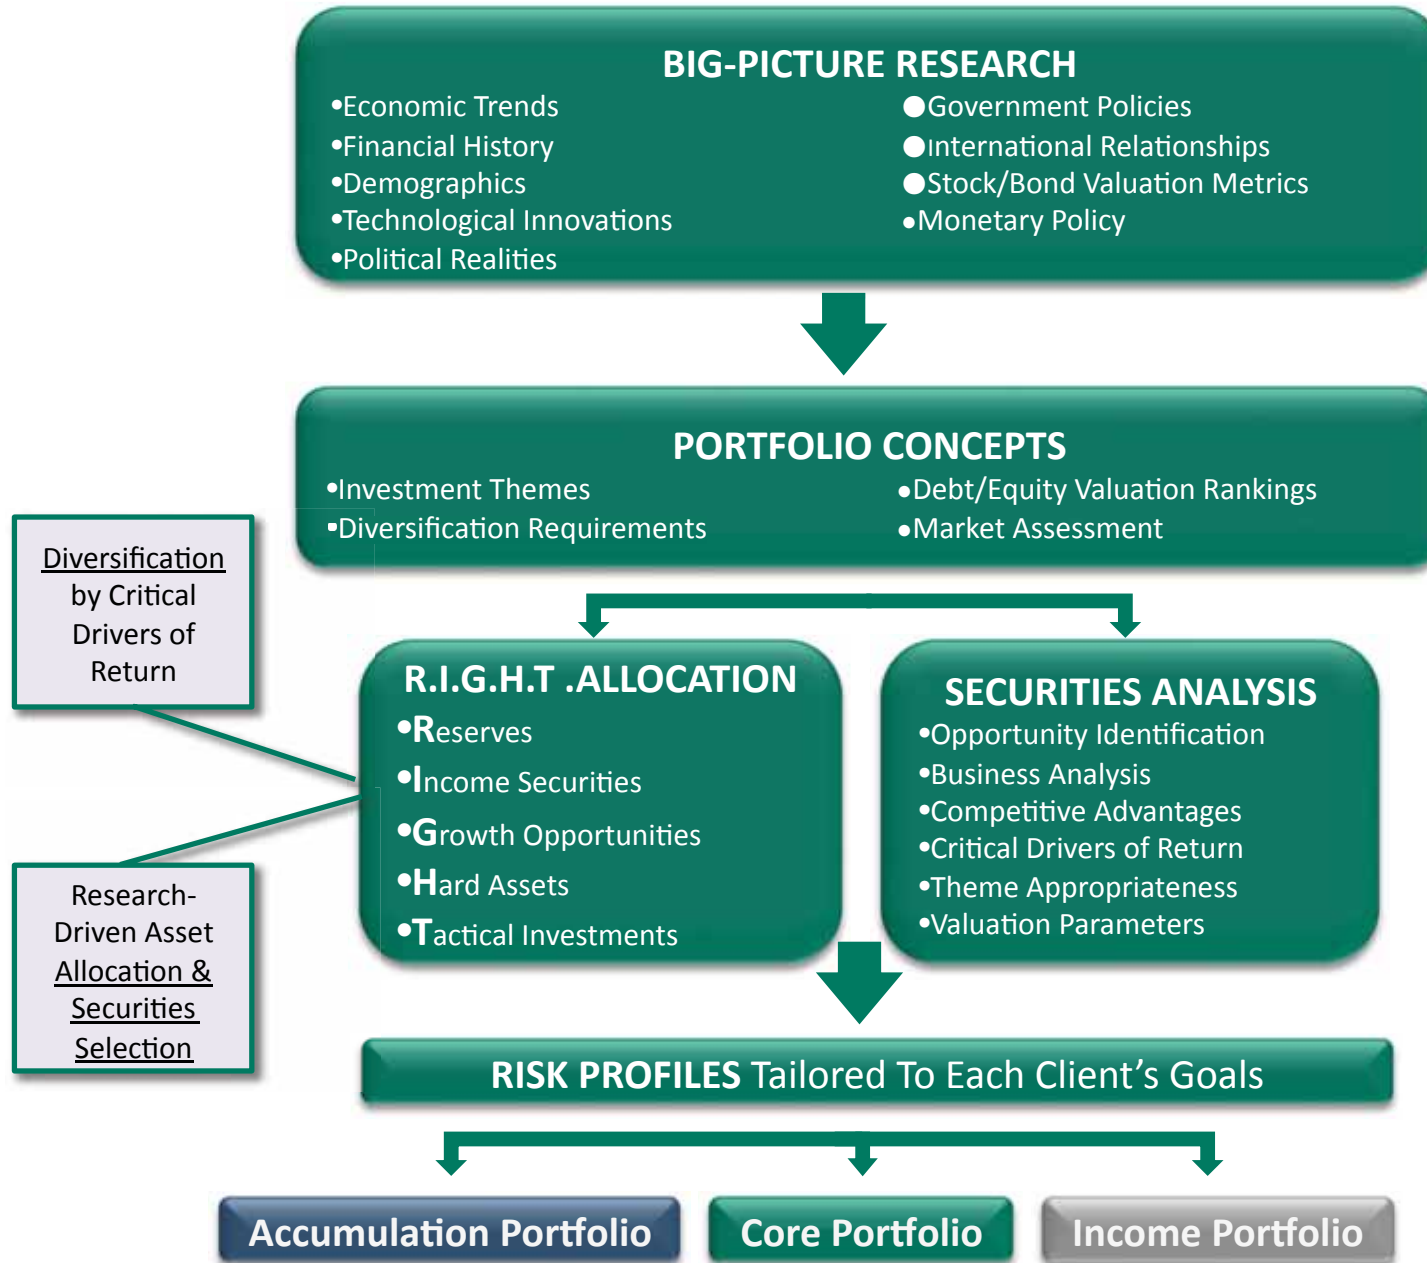 BIG-PICTURE RESEARCH
•Economic Trends
•Financial History
•Demographics
•Technological Innovations
•Political Realities
●Government Policies
●International Relationships
●Stock/Bond Valuation Metrics
●Monetary Policy
PORTFOLIO CONCEPTS
•Investment Themes
•Diversification Requirements
●Debt/Equity Valuation Rankings
●Market Assessment
Diversification
by Critical
Drivers of
Return
Research-
Driven Asset
Allocation &
Securities
Selection
R.I.G.H.T .ALLOCATION
•Reserves
•Income Securities
•Growth Opportunities
•Hard Assets
•Tactical Investments
SECURITIES ANALYSIS
•Opportunity Identification
•Business Analysis
•Competitive Advantages
•Critical Drivers of Return
•Theme Appropriateness
•Valuation Parameters
RISK PROFILES Tailored To Each Client’s Goals
Accumulation Portfolio
Core Portfolio
Income Portfolio